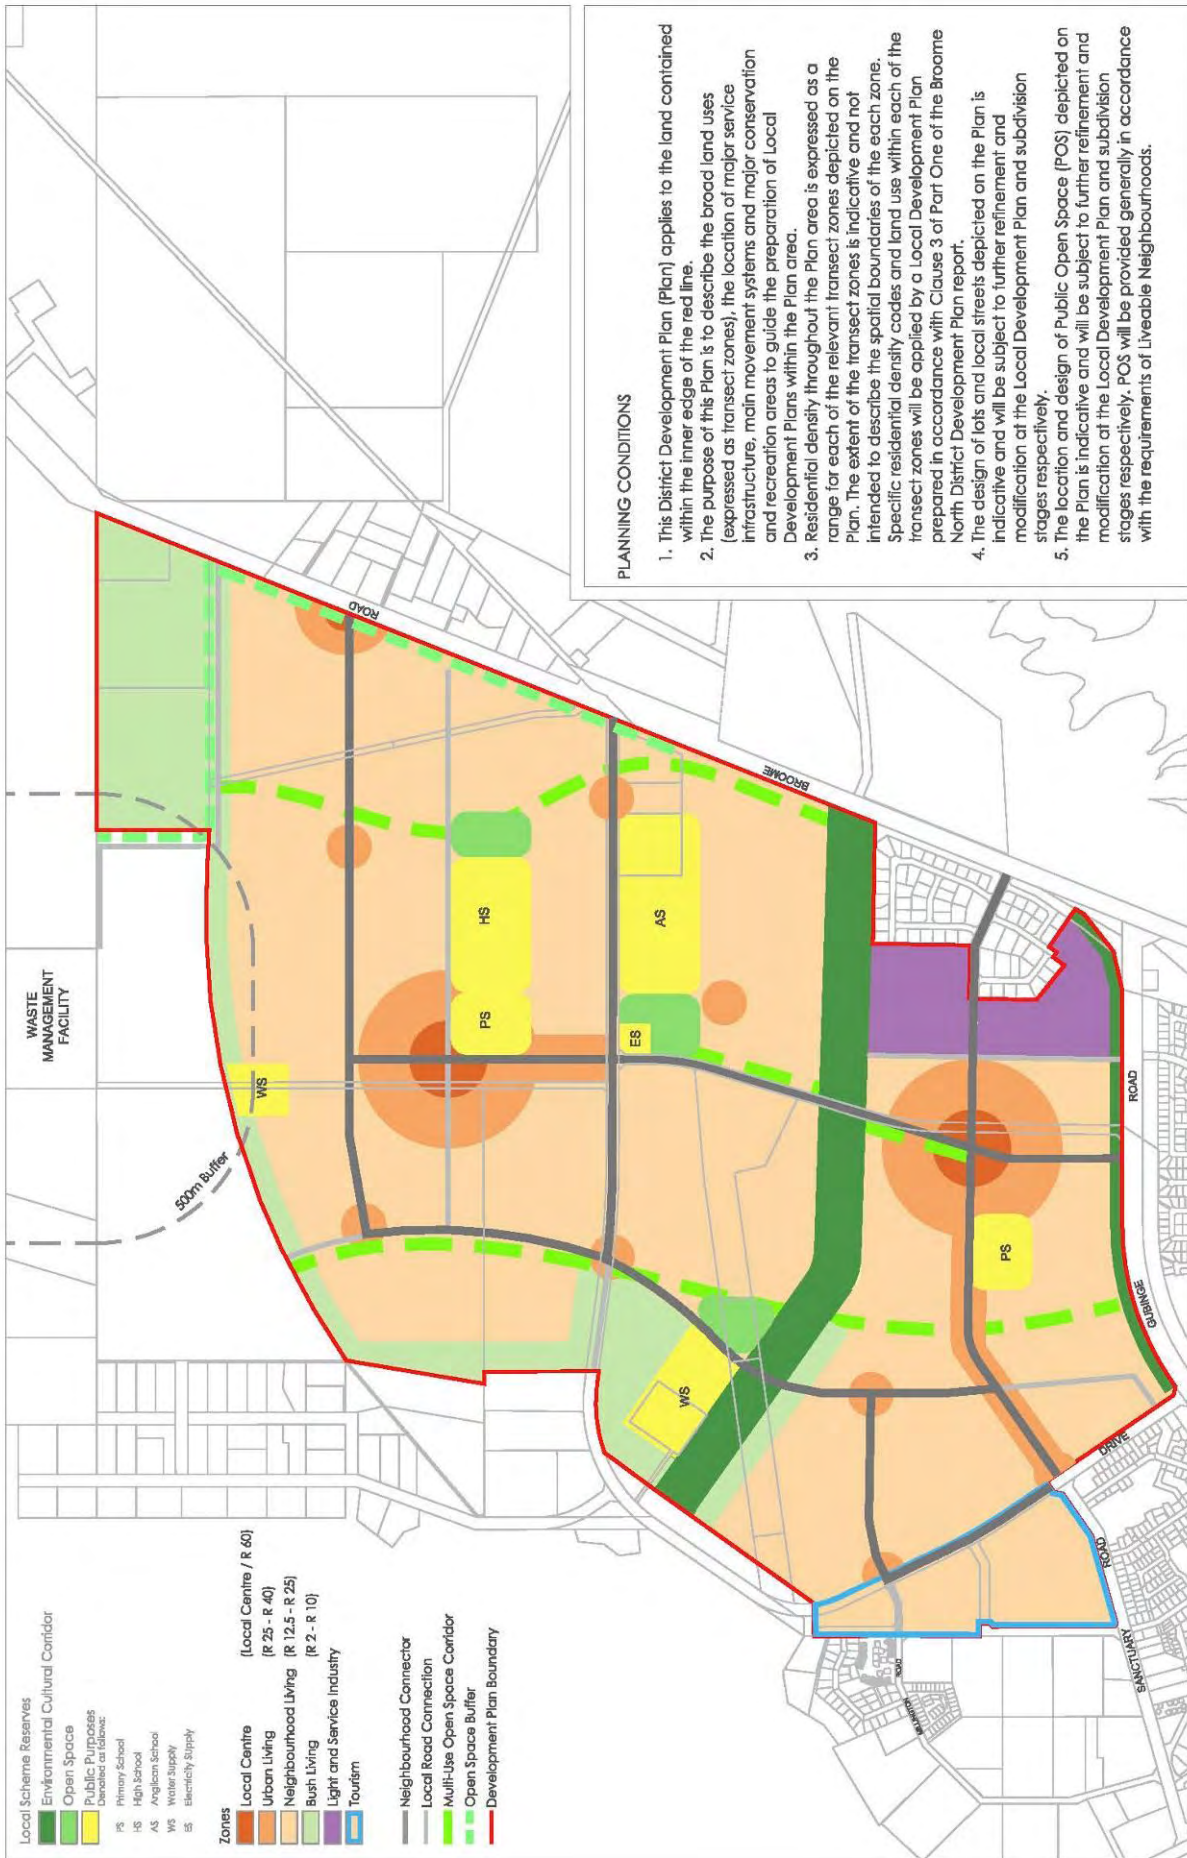 Local Scheme Reserves
Environmental Cultural Corridor
Open Space
Public Purposes
Denoted as follows:
PS Primary School
HS High School
AS Anglican School
WS Water Supply
ES Electricity Supply
Zones
Local Centre (Local Centre / R 60)
Urban Living (R 25 - R 40)
Neighbourhood Living (R 12.5 - R 25)
Bush Living (R 2 - R 10)
Light and Service Industry
Tourism
Neighbourhood Connector
Local Road Connection
Multi-Use Open Space Corridor
Open Space Buffer
Development Plan Boundary
WASTE
MANAGEMENT
FACILITY
500m Buffer
WS
PS
HS
ROAD
ES
AS
BROOME
WS
PS
ROAD
GUBINGE
DRIVE
ROAD
SANCTUARY
ROAD
MILLINGTON
PLANNING CONDITIONS
1. This District Development Plan (Plan) applies to the land contained
within the inner edge of the red line.
2. The purpose of this Plan is to describe the broad land uses
(expressed as transect zones), the location of major service
infrastructure, main movement systems and major conservation
and recreation areas to guide the preparation of Local
Development Plans within the Plan area.
3. Residential density throughout the Plan area is expressed as a
range for each of the relevant transect zones depicted on the
Plan. The extent of the transect zones is indicative and not
intended to describe the spatial boundaries of the each zone.
Specific residential density codes and land use within each of the
transect zones will be applied by a Local Development Plan
prepared in accordance with Clause 3 of Part One of the Broome
North District Development Plan report.
4. The design of lots and local streets depicted on the Plan is
indicative and will be subject to further refinement and
modification at the Local Development Plan and subdivision
stages respectively.
5. The location and design of Public Open Space (POS) depicted on
the Plan is indicative and will be subject to further refinement and
modification at the Local Development Plan and subdivision
stages respectively. POS will be provided generally in accordance
with the requirements of Liveable Neighbourhoods.